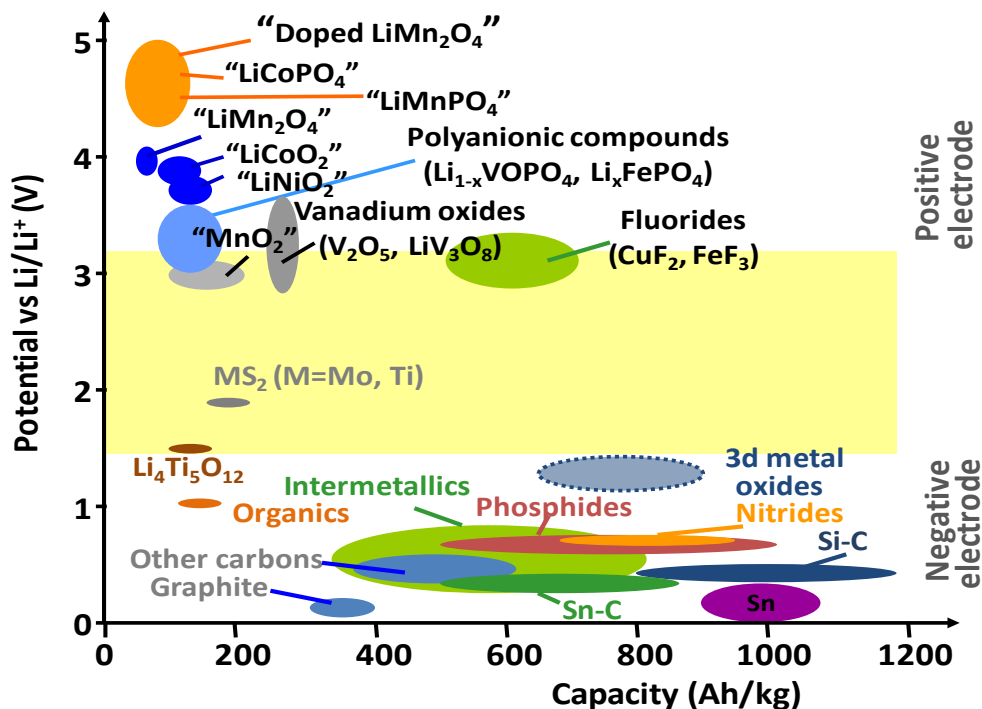 5
“Doped LiMn₂O₄”
“LiCoPO₄”
“LiMnPO₄”
“LiMn₂O₄”
4
“LiCoO₂”
“LiNiO₂”
Polyanionic compounds
(Li₁₋ₓVOPO₄, LiₓFePO₄)
“MnO₂”
Vanadium oxides
(V₂O₅, LiV₃O₈)
Fluorides
(CuF₂, FeF₃)
Positive
electrode
3
MS₂ (M=Mo, Ti)
2
Li₄Ti₅O₁₂
3d metal
oxides
Intermetallics
Phosphides
Nitrides
1
Organics
Si-C
Other carbons
Graphite
Sn-C
Sn
Negative
electrode
0
Potential vs Li/Li⁺ (V)
0 200 400 600 800 1000 1200
Capacity (Ah/kg)